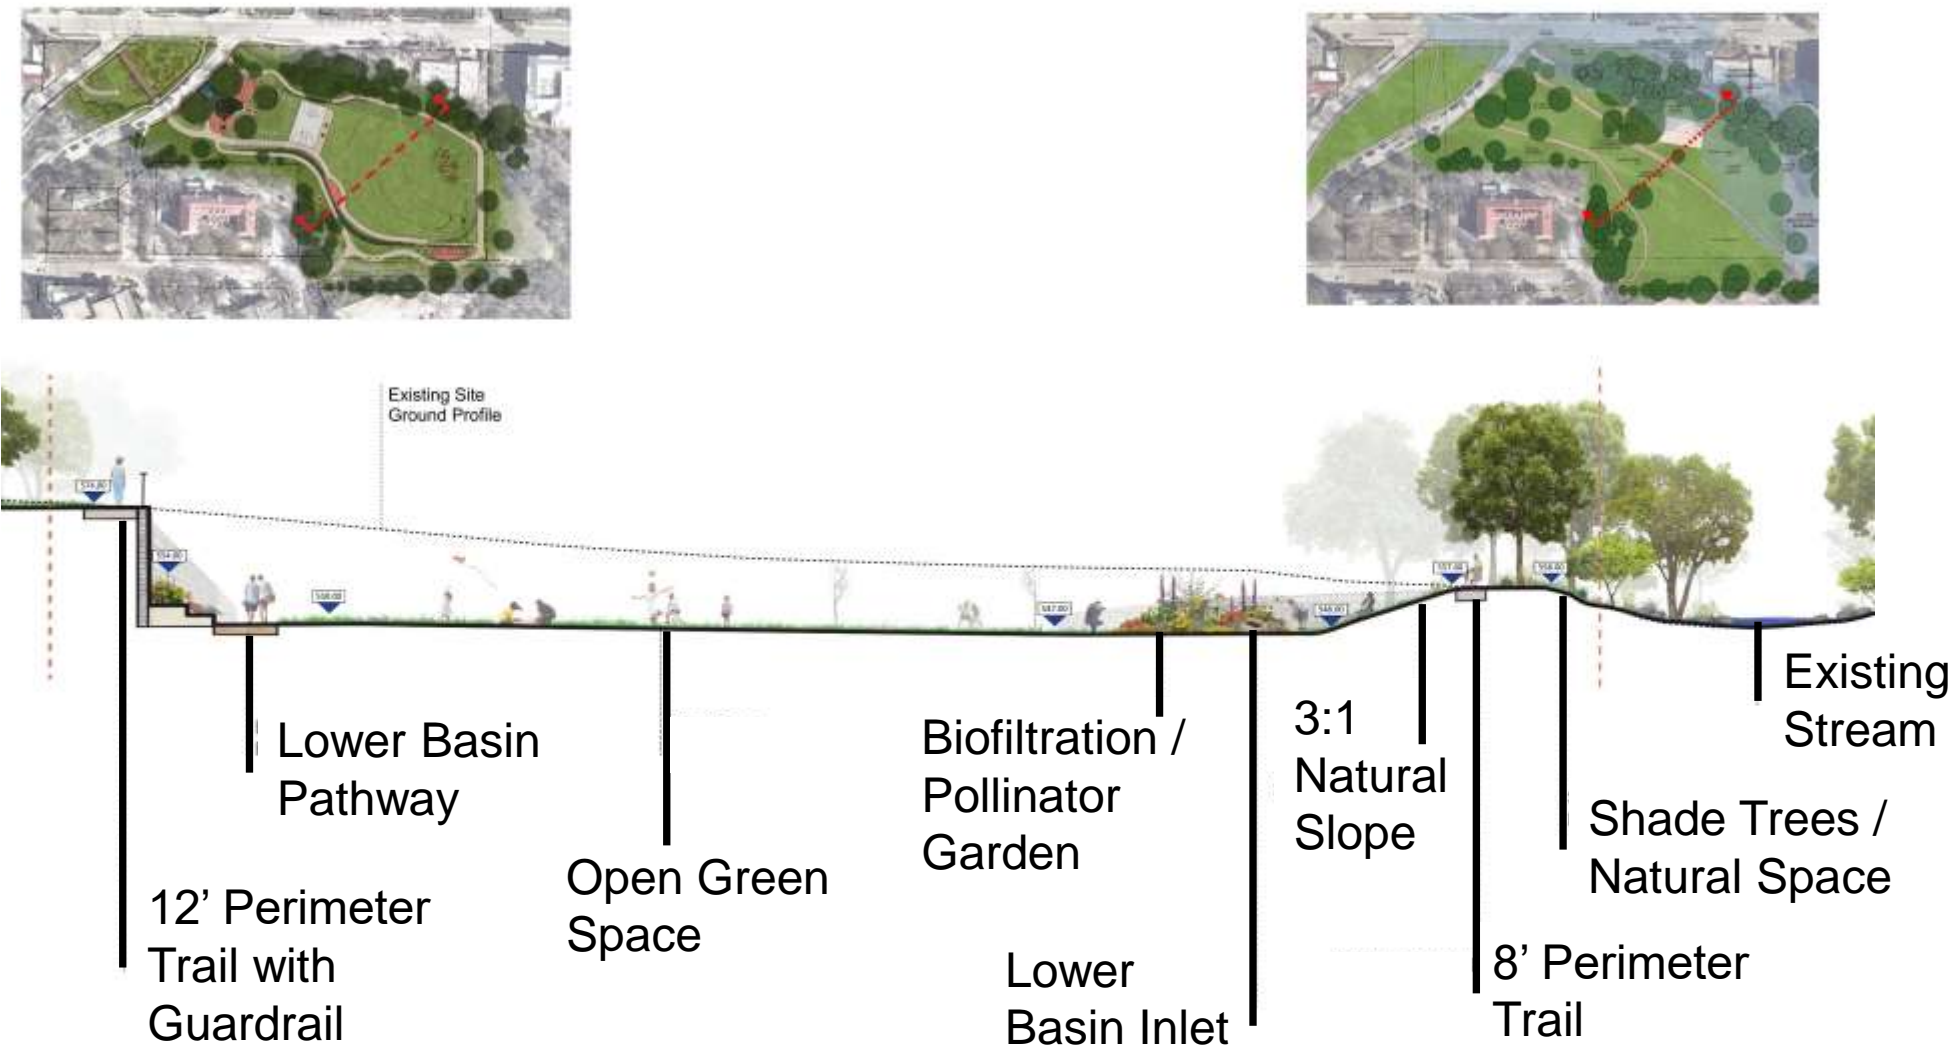 Existing Site
Ground Profile
Existing
Stream
3:1
Natural
Slope
Biofiltration /
Pollinator
Garden
Lower Basin
Pathway
Shade Trees /
Natural Space
Open Green
Space
12’ Perimeter
Trail with
Guardrail
8’ Perimeter
Trail
Lower
Basin Inlet